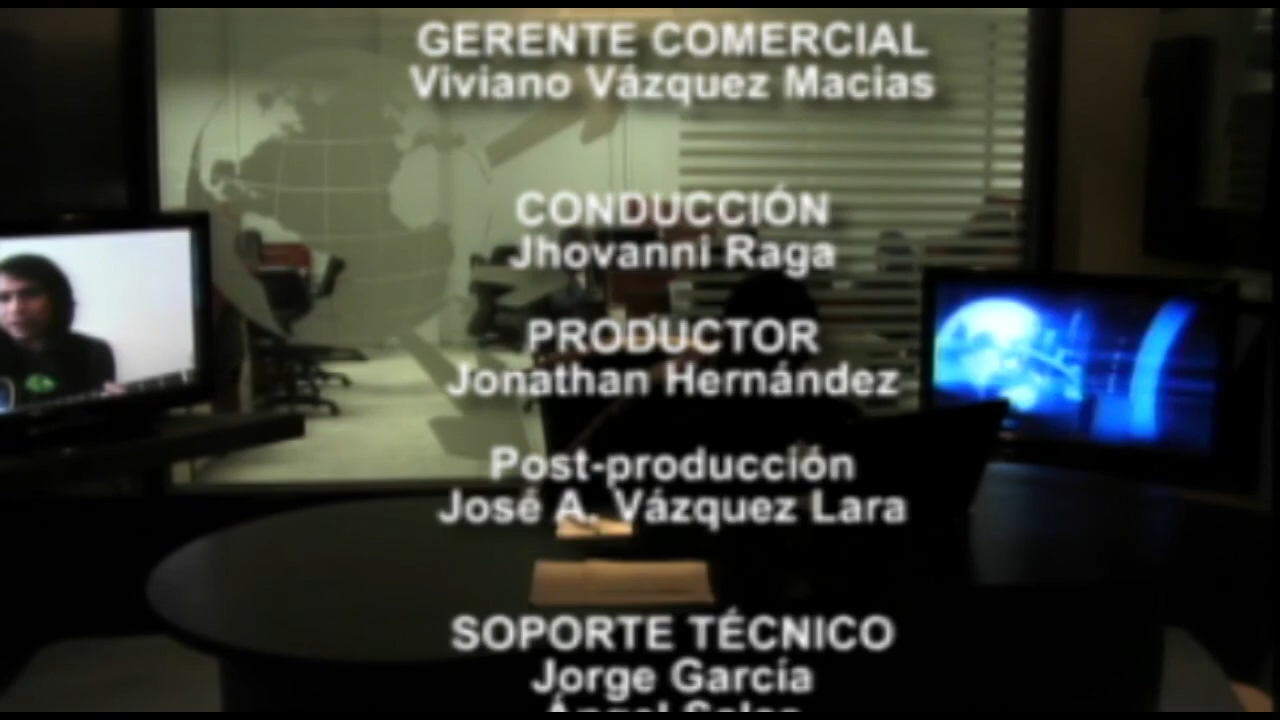 GERENTE COMERCIAL
Viviano Vázquez Macias
CONDUCCIÓN
Jhovanni Raga
PRODUCTOR
Jonathan Hernández
Post-producción
José A. Vázquez Lara
SOPORTE TÉCNICO
Jorge García
Ángel